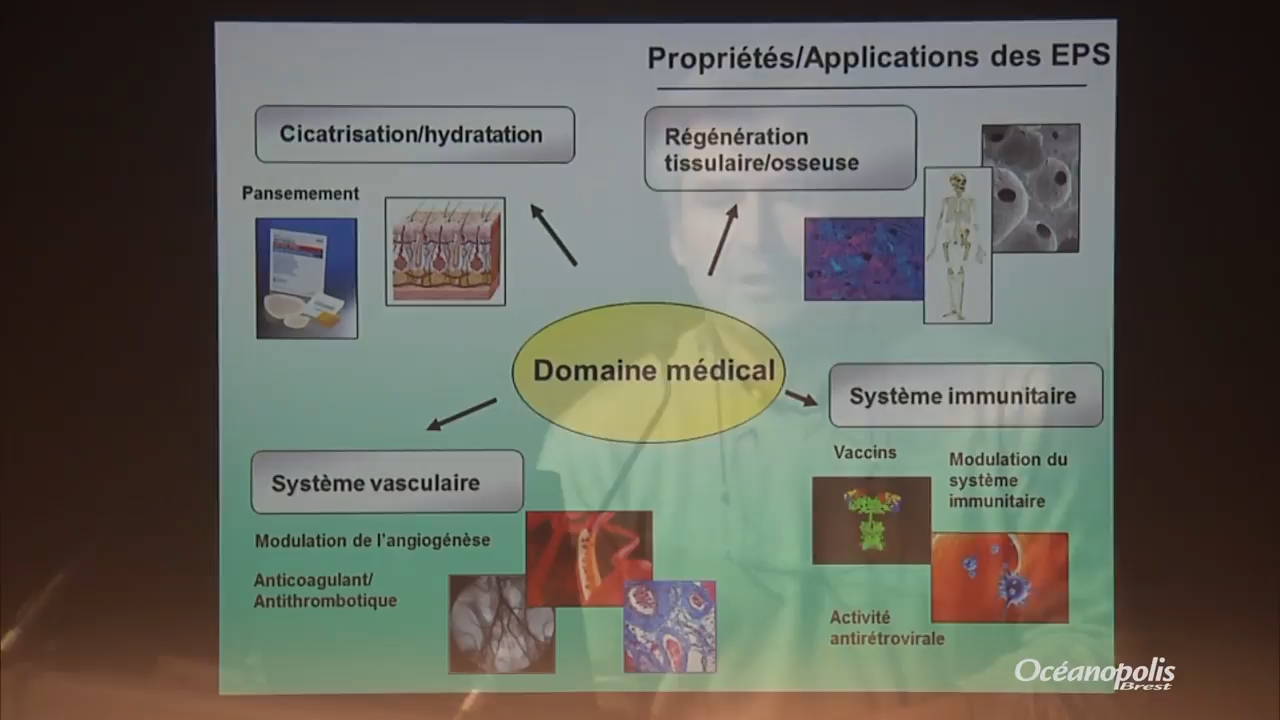 Propriétés/Applications des EPS
Cicatrisation/hydratation
Régénération
tissulaire/osseuse
Pansemement
Domaine médical
Système immunitaire
Vaccins
Modulation du
système
immunitaire
Système vasculaire
Modulation de l'angiogénèse
Anticoagulant/
Antithrombotique
Activité
antirétrovirale
Océanopolis
Brest